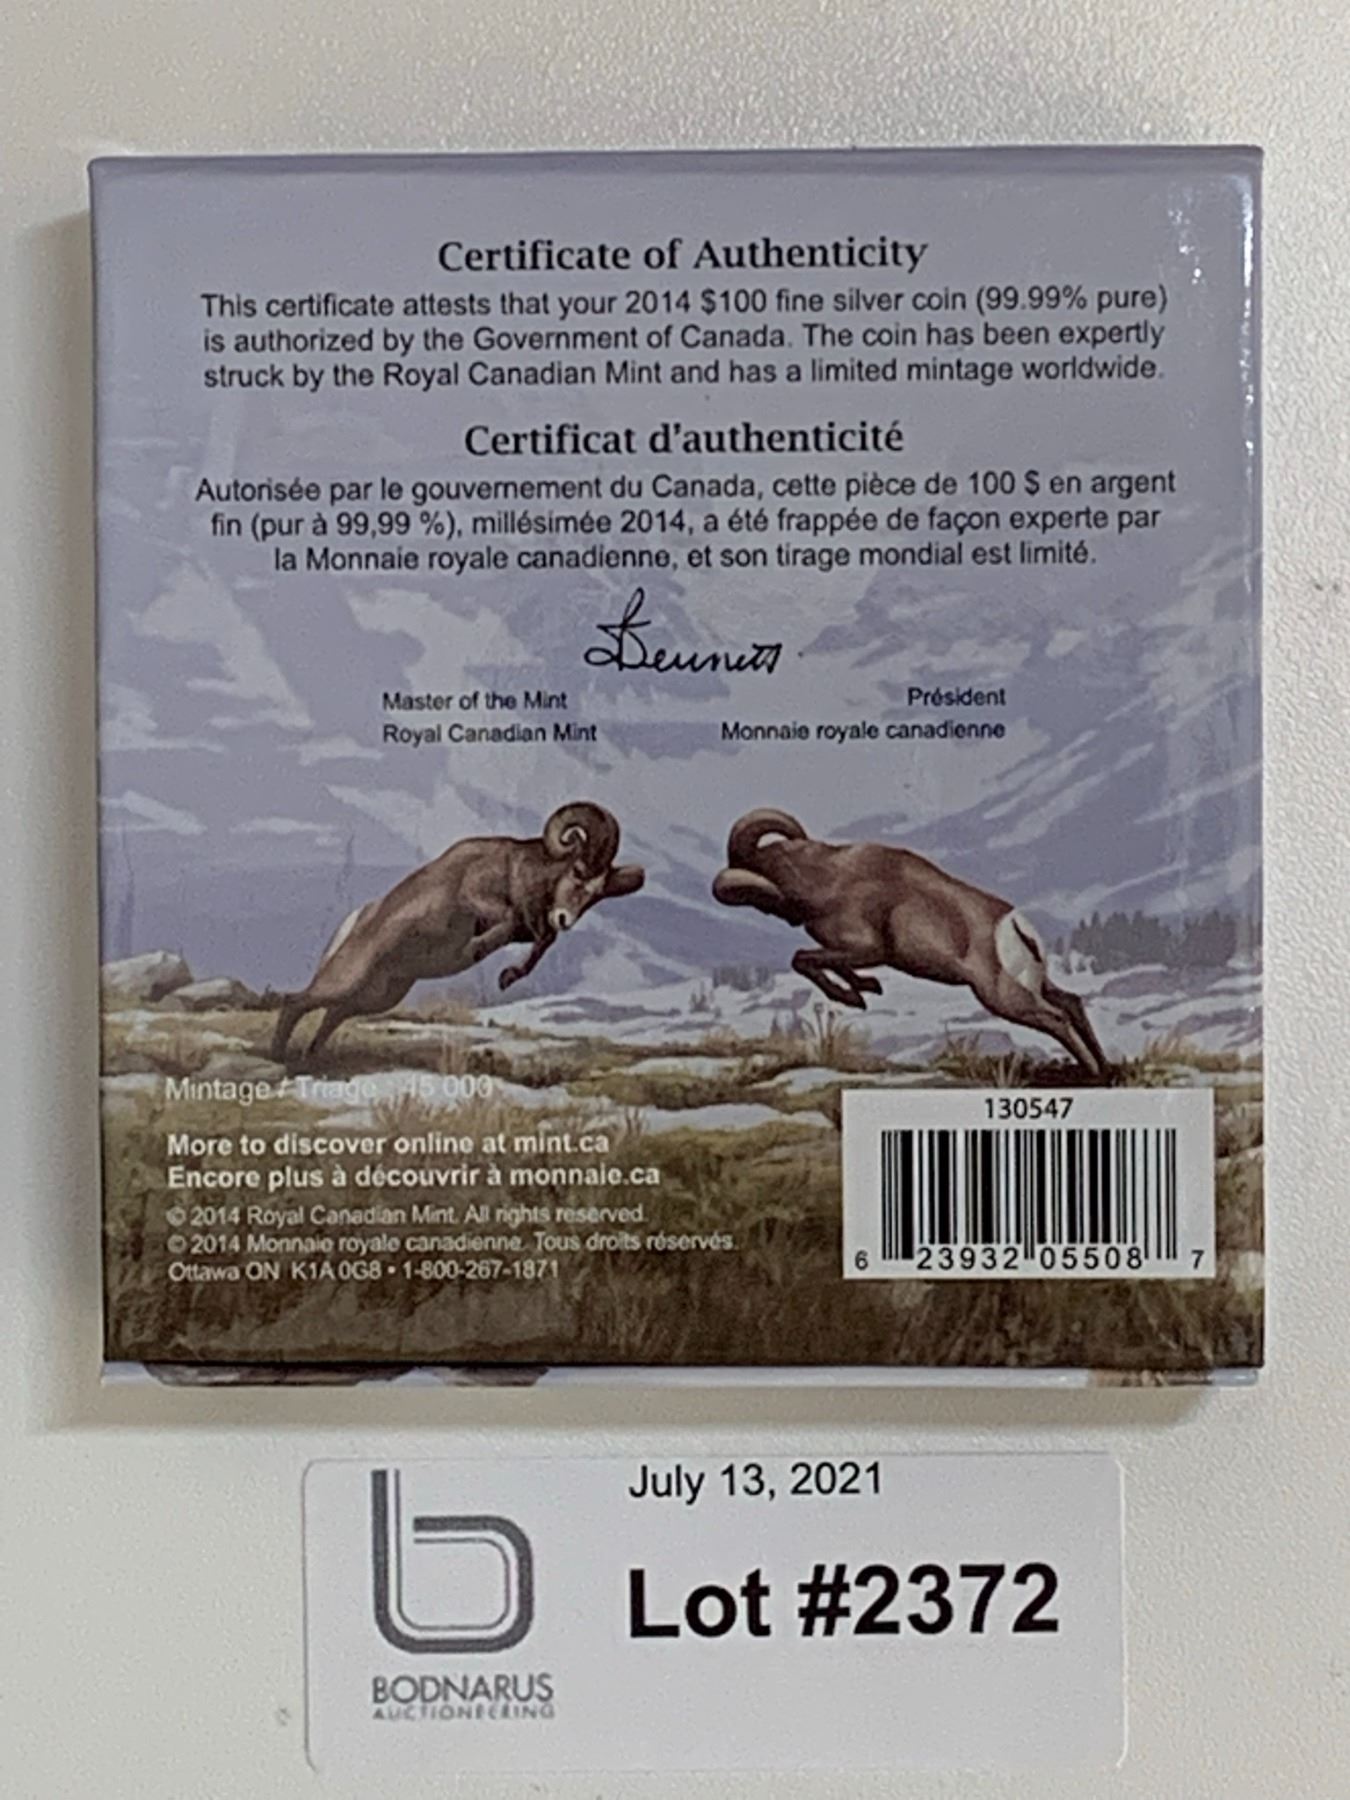 Certificate of Authenticity
This certificate attests that your 2014 $100 fine silver coin (99.99% pure)
is authorized by the Government of Canada. The coin has been expertly
struck by the Royal Canadian Mint and has a limited mintage worldwide.
Certificat d'authenticité
Autorisée par le gouvernement du Canada, cette pièce de 100 $ en argent
fin (pur à 99,99 %), millésimée 2014, a été frappée de façon experte par
la Monnaie royale canadienne, et son tirage mondial est limité.
Bennett
Master of the Mint
Royal Canadian Mint
Président
Monnaie royale canadienne
Mintage / Triage : 45 000
More to discover online at mint.ca
Encore plus à découvrir à monnaie.ca
© 2014 Royal Canadian Mint. All rights reserved.
© 2014 Monnaie royale canadienne. Tous droits réservés.
Ottawa ON K1A 0G8 • 1-800-267-1871
130547
6 23932 05508 7
July 13, 2021
Lot #2372
b
BODNARUS
AUCTIONEERING